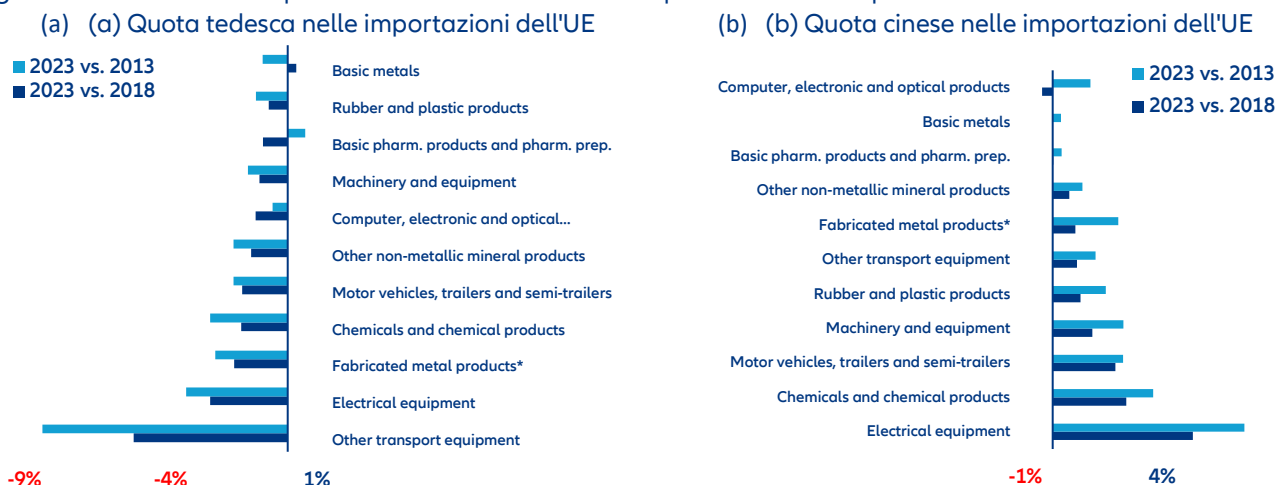 (a) (a) Quota tedesca nelle importazioni dell'UE
2023 vs. 2013
2023 vs. 2018
Basic metals
Rubber and plastic products
Basic pharm. products and pharm. prep.
Machinery and equipment
Computer, electronic and optical...
Other non-metallic mineral products
Motor vehicles, trailers and semi-trailers
Chemicals and chemical products
Fabricated metal products*
Electrical equipment
Other transport equipment
-9% -4% 1%
(b) (b) Quota cinese nelle importazioni dell'UE
2023 vs. 2013
2023 vs. 2018
Computer, electronic and optical products
Basic metals
Basic pharm. products and pharm. prep.
Other non-metallic mineral products
Fabricated metal products*
Other transport equipment
Rubber and plastic products
Machinery and equipment
Motor vehicles, trailers and semi-trailers
Chemicals and chemical products
Electrical equipment
-1% 4%